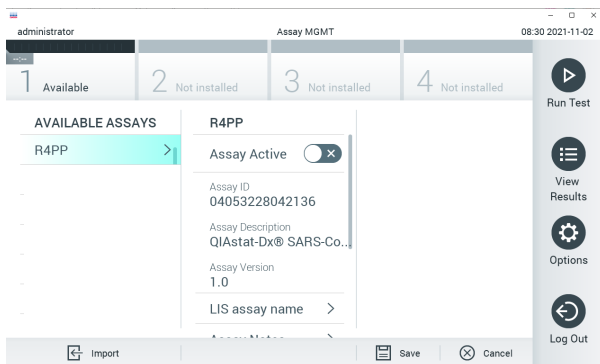 administrator
Assay MGMT
08:30 2021-11-02
1 Available
2 Not installed
3 Not installed
4 Not installed
Run Test
AVAILABLE ASSAYS
R4PP
R4PP
Assay Active
View
Results
Assay ID
04053228042136
Assay Description
QIAstat-Dx® SARS-Co...
Options
Assay Version
1.0
LIS assay name
Log Out
Import
Save
Cancel